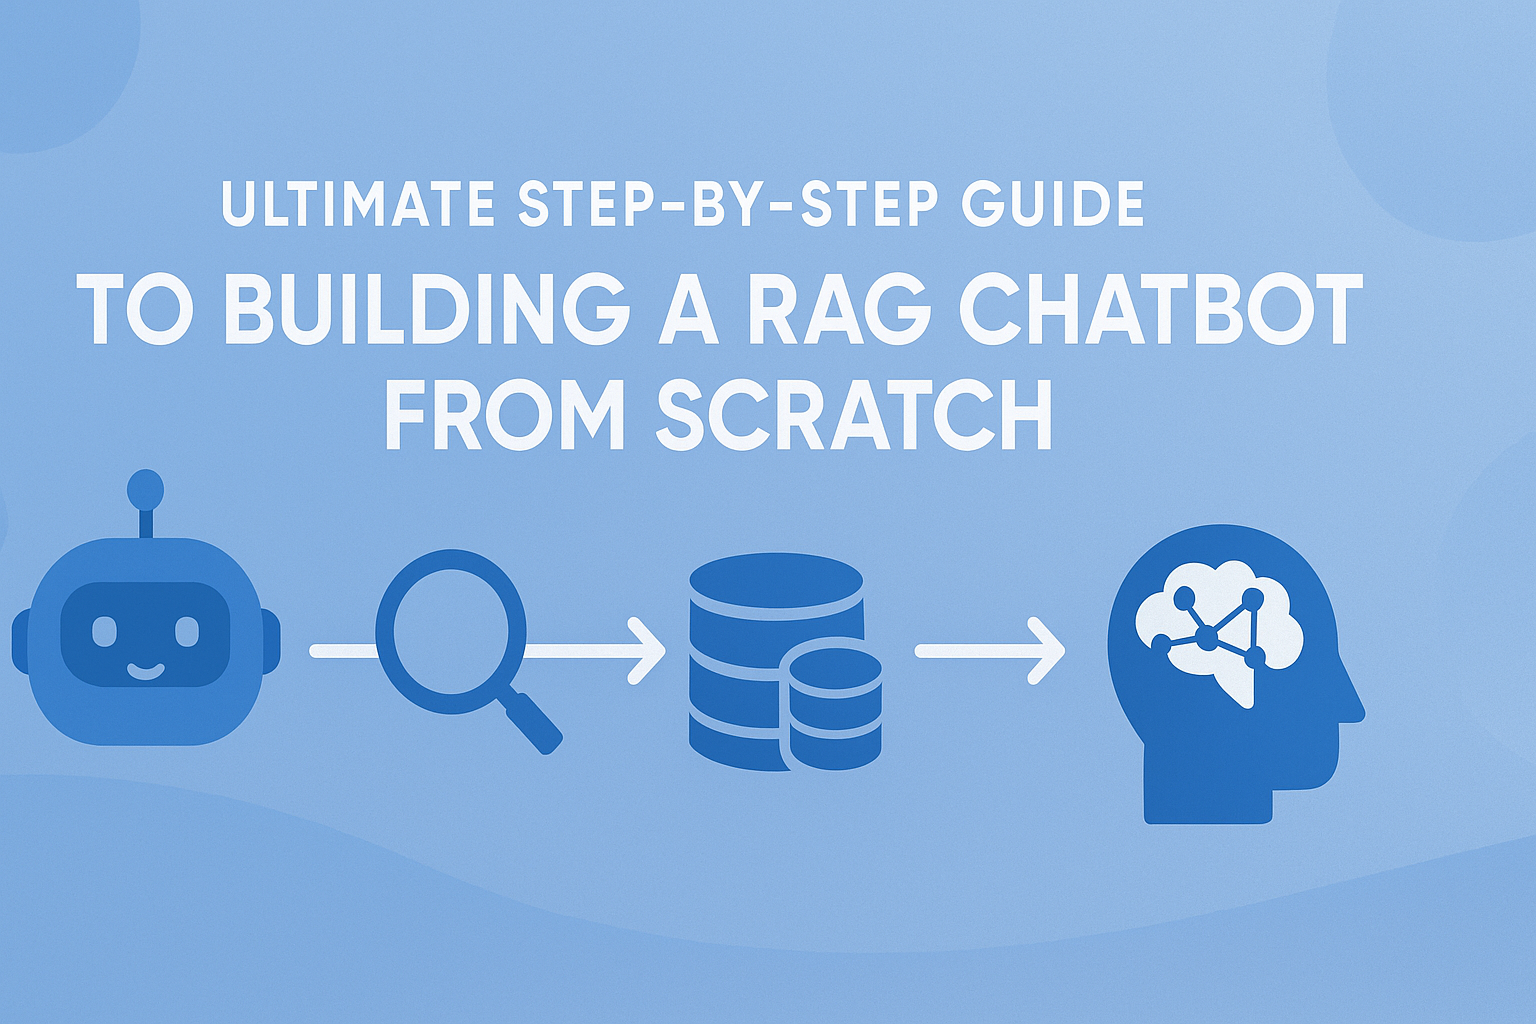 ULTIMATE STEP-BY-STEP GUIDE
TO BUILDING A RAG CHATBOT
FROM SCRATCH